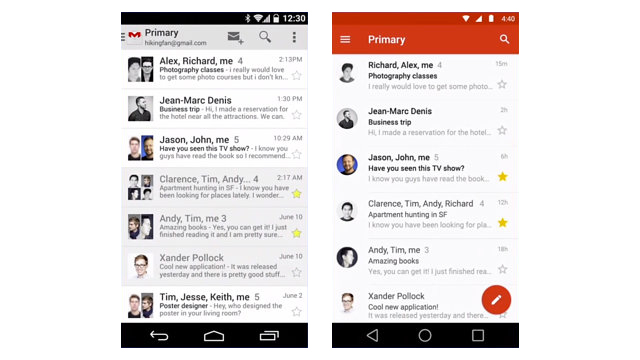 12:30
Primary
hikingfan@gmail.com
Alex, Richard, me 4 2:13PM
Photography classes - i really would love
to get some photo courses but i don't kn...
Jean-Marc Denis 1:30 PM
Business trip - Hi, I made a reservation for
the hotel near all the attractions. We can.
Jason, John, me 5 10:29 AM
Have you seen this TV show? - I know you
guys have read the book so I recommend...
Clarence, Tim, Andy... 4 2:17 AM
Apartment hunting in SF - I know you have
been looking for places lately. I wonder...
Andy, Tim, me 3 June 10
Amazing books - Yes, you can get it! I just
finished reading it and I am pretty sure...
Xander Pollock June 10
Cool new application! - It was released
yesterday and there is pretty good stuff...
Tim, Jesse, Keith, me 5 June 2
Poster designer - Hey, who designed the
poster in your living room?
4:40
Primary
Richard, Alex, me 4 15m
Photography classes
I really would love to get some photo...
Jean-Marc Denis 2h
Business trip
Hi, I made a reservation for the hotel...
Jason, John, me 5 6h
Have you seen this TV show?
I know you guys have read the book...
Clarence, Tim, Andy, Richard 4 12h
Apartment hunting in SF
I know you have been looking for pla...
Andy, Tim, me 3 18h
Amazing books
Yes, you can get it! I just finished rea...
Xander Pollock
Cool new application!
It was released yesterday and there